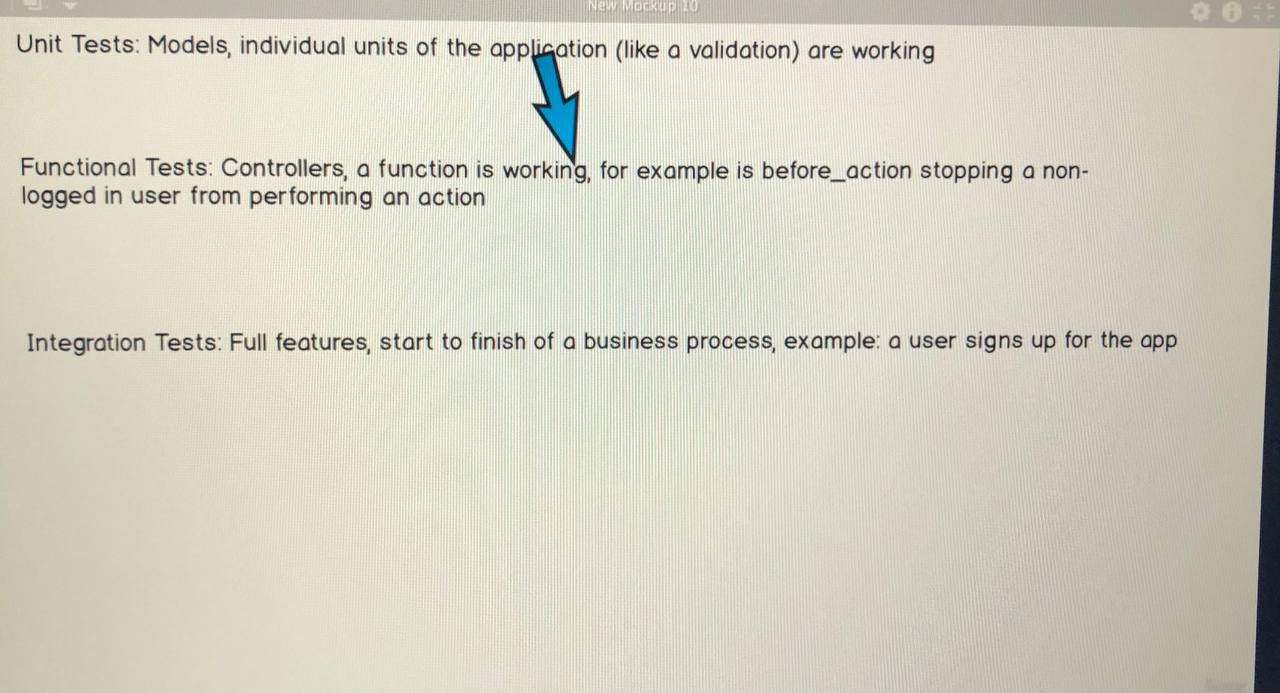 New Mockup 10
Unit Tests: Models, individual units of the application (like a validation) are working
Functional Tests: Controllers, a function is working, for example is before_action stopping a non-
logged in user from performing an action
Integration Tests: Full features, start to finish of a business process, example: a user signs up for the app